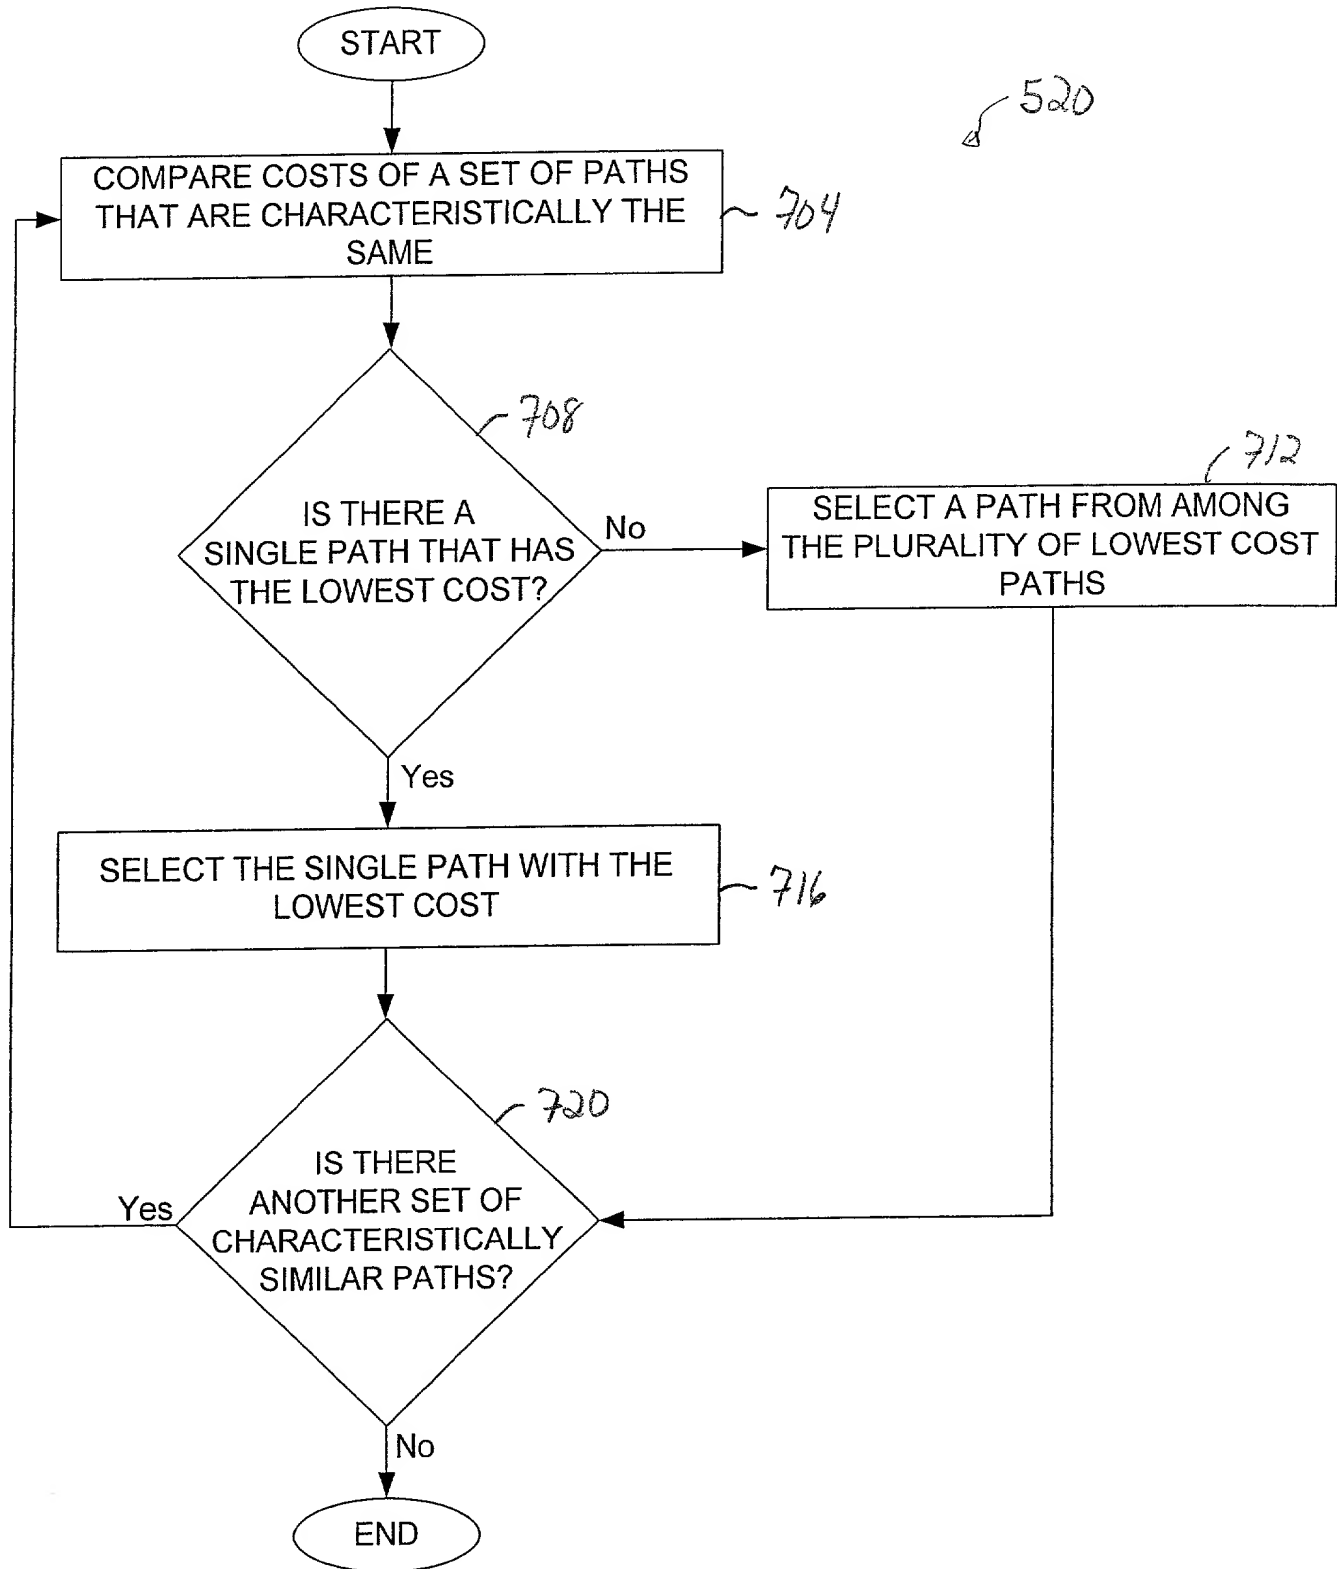 START
520
COMPARE COSTS OF A SET OF PATHS
THAT ARE CHARACTERISTICALLY THE
SAME
704
708
IS THERE A
SINGLE PATH THAT HAS
THE LOWEST COST?
No
712
SELECT A PATH FROM AMONG
THE PLURALITY OF LOWEST COST
PATHS
Yes
SELECT THE SINGLE PATH WITH THE
LOWEST COST
716
720
IS THERE
ANOTHER SET OF
CHARACTERISTICALLY
SIMILAR PATHS?
Yes
No
END